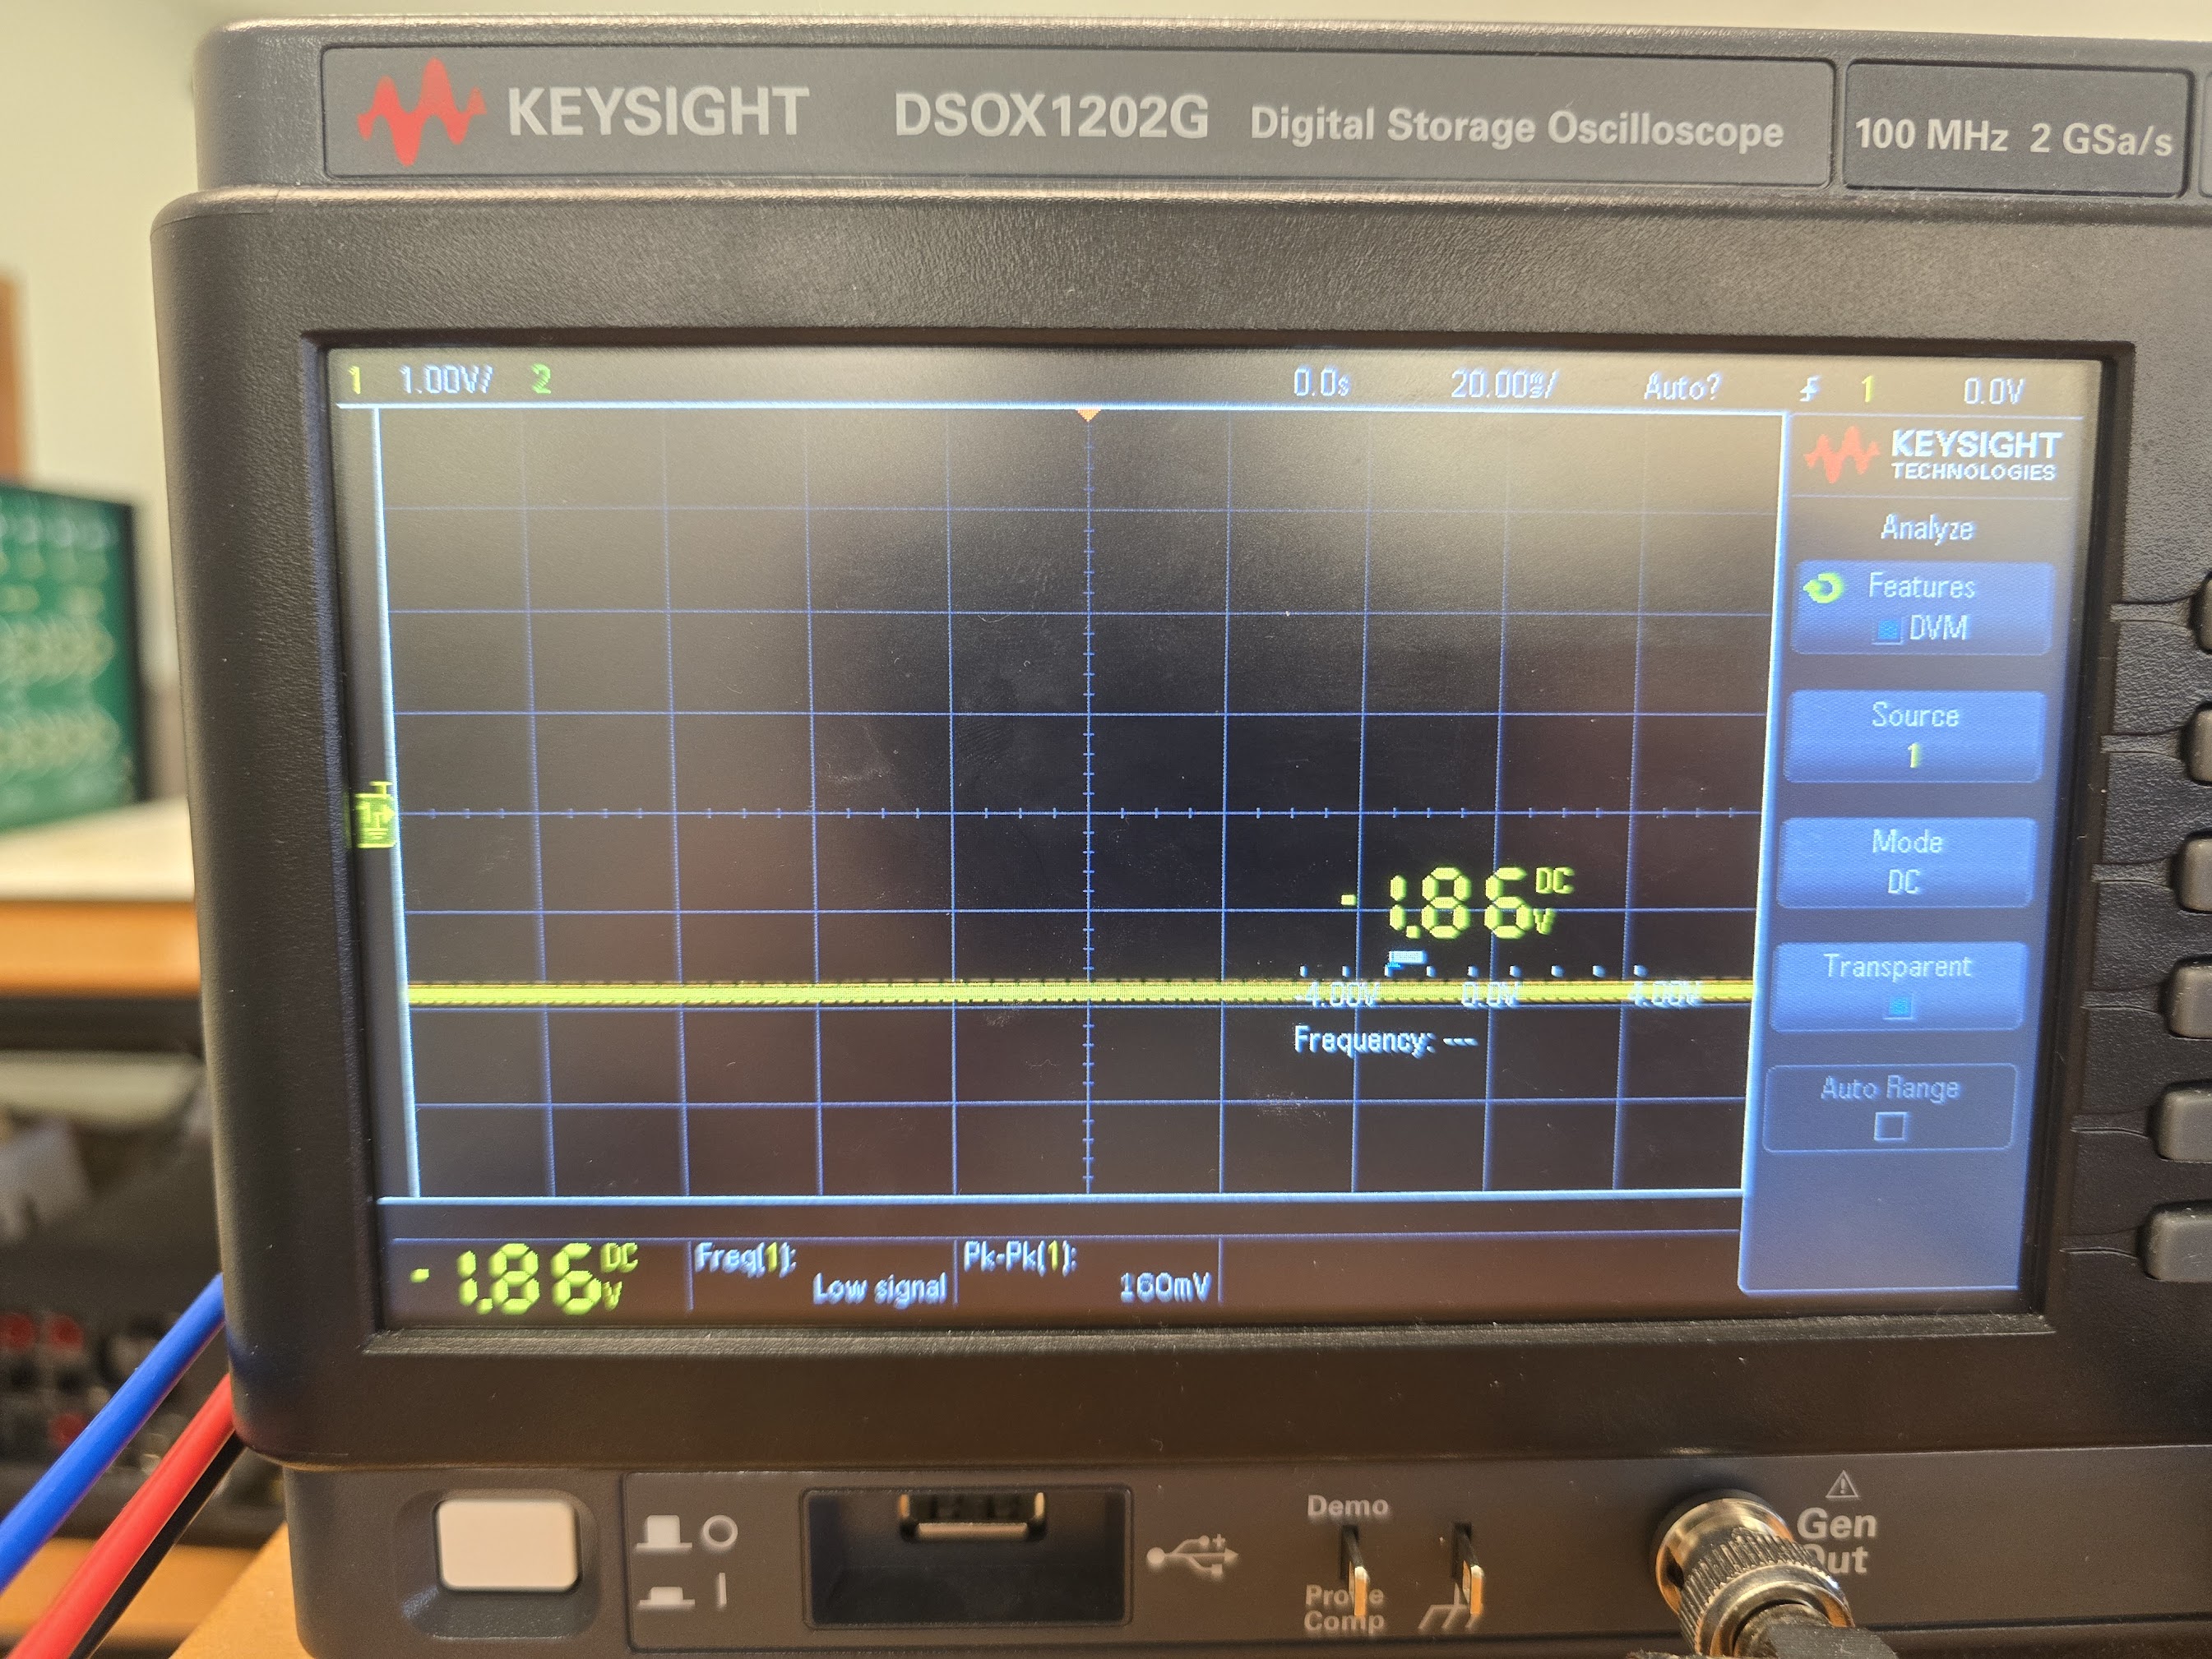 KEYSIGHT DSOX1202G Digital Storage Oscilloscope 100 MHz 2 GSa/s
1 1.00V/ 2 0.0s 20.00ms/ Auto? 1 0.0V
KEYSIGHT
TECHNOLOGIES
Analyze
Features
DVM
Source
1
Mode
DC
Transparent
Auto Range
-1.86 DC V
-4.00V 0.0V 4.00V
Frequency: ---
-1.86 DC V
Freq(1):
Low signal
Pk-Pk(1):
160mV
Demo
Probe
Comp
Gen
Out